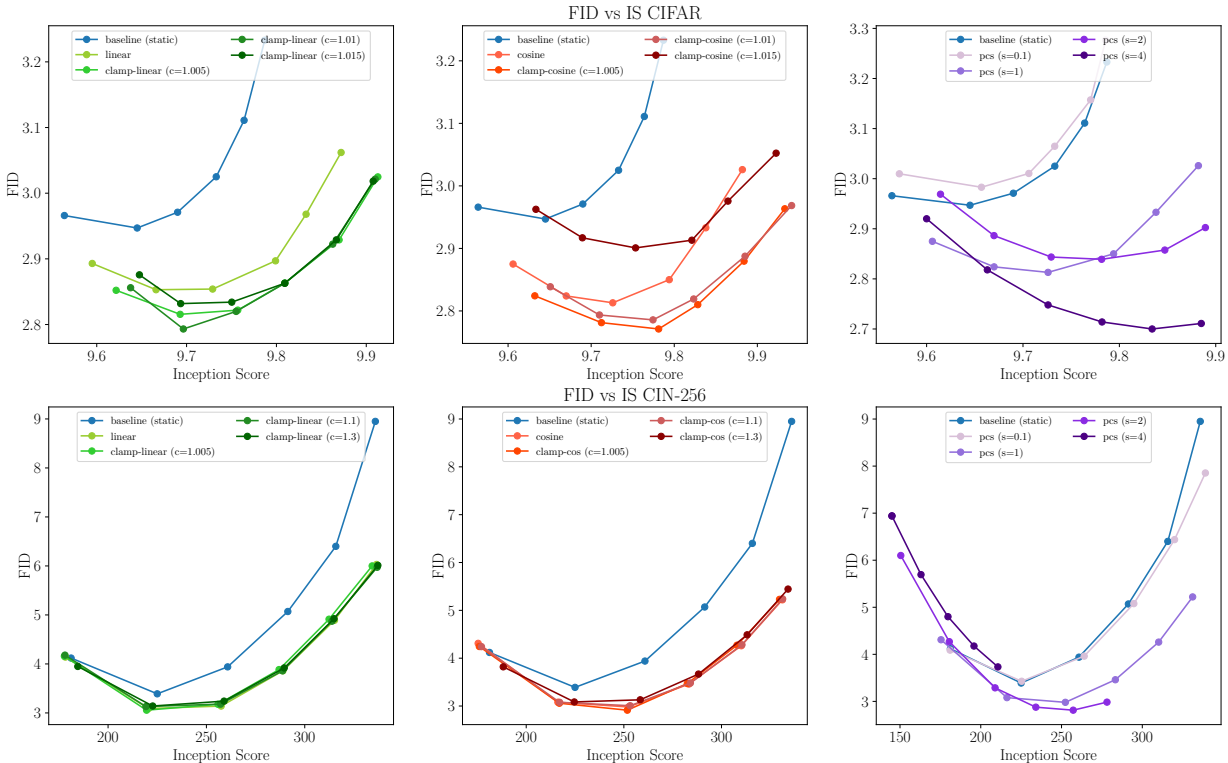 FID vs IS CIFAR
baseline (static)
linear
clamp-linear (c=1.005)
clamp-linear (c=1.01)
clamp-linear (c=1.015)
FID
3.2
3.1
3.0
2.9
2.8
9.6 9.7 9.8 9.9
Inception Score
baseline (static)
cosine
clamp-cosine (c=1.005)
clamp-cosine (c=1.01)
clamp-cosine (c=1.015)
FID
3.2
3.1
3.0
2.9
2.8
9.6 9.7 9.8 9.9
Inception Score
baseline (static)
pcs (s=0.1)
pcs (s=1)
pcs (s=2)
pcs (s=4)
FID
3.3
3.2
3.1
3.0
2.9
2.8
2.7
9.6 9.7 9.8 9.9
Inception Score
FID vs IS CIN-256
baseline (static)
linear
clamp-linear (c=1.005)
clamp-linear (c=1.1)
clamp-linear (c=1.3)
FID
9
8
7
6
5
4
3
200 300
Inception Score
baseline (static)
cosine
clamp-cos (c=1.005)
clamp-cos (c=1.1)
clamp-cos (c=1.3)
FID
9
8
7
6
5
4
3
200 300
Inception Score
baseline (static)
pcs (s=0.1)
pcs (s=1)
pcs (s=2)
pcs (s=4)
FID
9
8
7
6
5
4
3
150 200 250 300
Inception Score